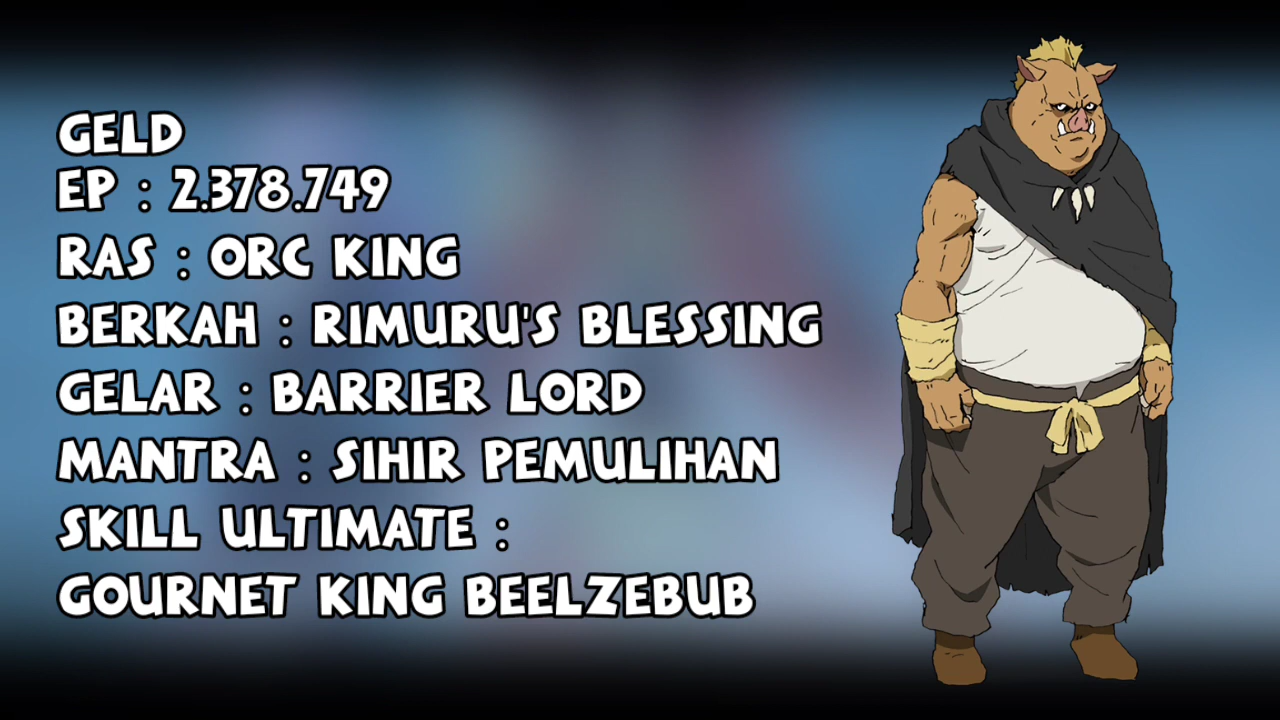 GELD
EP : 2.378.749
RAS : ORC KING
BERKAH : RIMURU'S BLESSING
GELAR : BARRIER LORD
MANTRA : SIHIR PEMULIHAN
SKILL ULTIMATE :
GOURNET KING BEELZEBUB